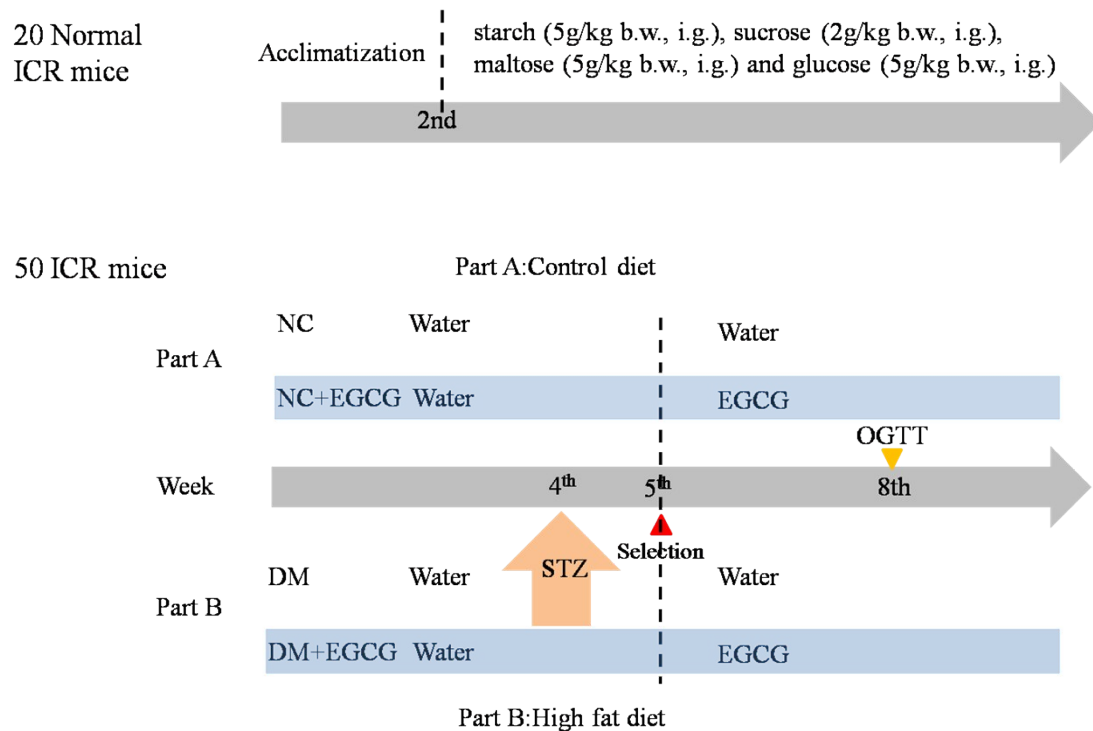 20 Normal
ICR mice
Acclimatization
starch (5g/kg b.w., i.g.), sucrose (2g/kg b.w., i.g.),
maltose (5g/kg b.w., i.g.) and glucose (5g/kg b.w., i.g.)
2nd
50 ICR mice
Part A:Control diet
NC Water Water
Part A
NC+EGCG Water EGCG
OGTT
Week 4th 5th 8th
Selection
DM Water STZ Water
Part B
DM+EGCG Water EGCG
Part B:High fat diet